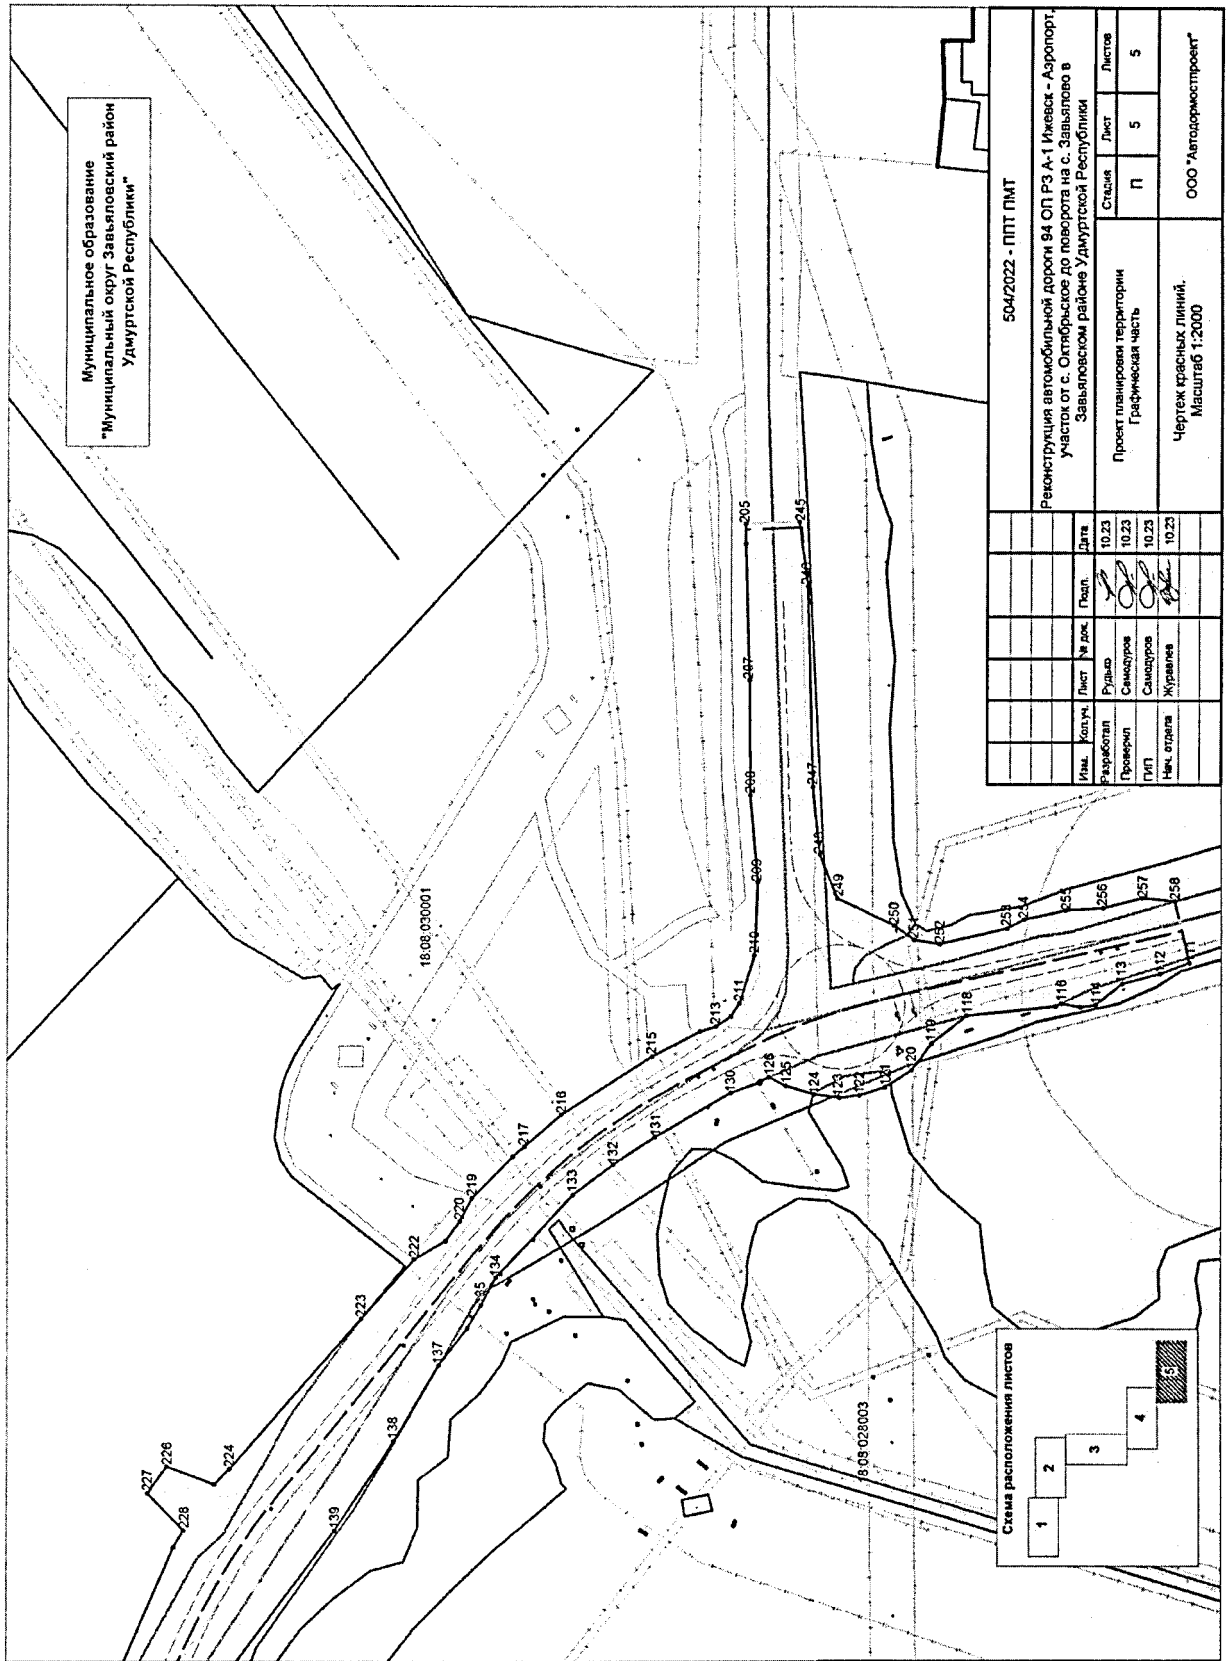 Муниципальное образование
"Муниципальный округ Завьяловский район
Удмуртской Республики"
18:08:030001
18:08:028003
227
226
228
224
223
222
220
219
217
216
215
213
211
210
209
208
207
205
245
247
249
250
251
252
253
254
255
256
257
258
139
138
137
134
133
132
131
130
126
125
124
123
122
121
119
118
116
114
113
112
Схема расположения листов
1
2
3
4
5
504/2022 - ППТ ПМТ
Реконструкция автомобильной дороги 94 ОП РЗ А-1 Ижевск - Аэропорт,
участок от с. Октябрьское до поворота на с. Завьялово в
Завьяловском районе Удмуртской Республики
Изм. Кол.уч. Лист № док. Подп. Дата
Разработал Рудько 10.23
Проверил Самодуров 10.23
ГИП Самодуров 10.23
Нач. отдела Журавлев 10.23
Проект планировки территории
Графическая часть
Стадия Лист Листов
П 5 5
Чертеж красных линий.
Масштаб 1:2000
ООО "Автодормостпроект"